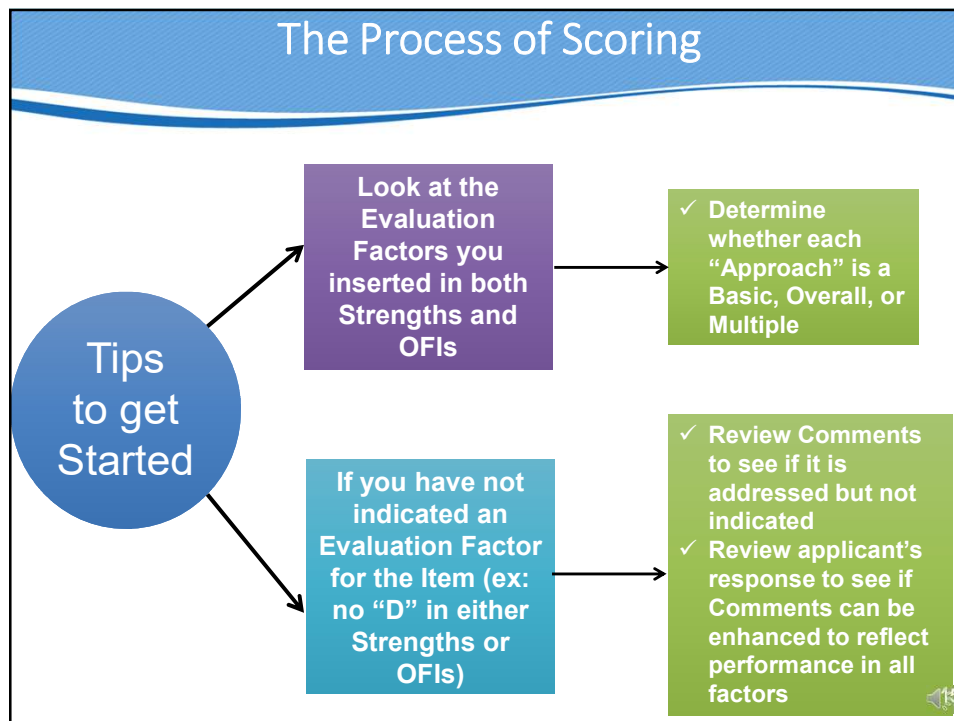 The Process of Scoring
Tips
to get
Started
Look at the
Evaluation
Factors you
inserted in both
Strengths and
OFIs
✓ Determine
whether each
“Approach” is a
Basic, Overall, or
Multiple
If you have not
indicated an
Evaluation Factor
for the Item (ex:
no “D” in either
Strengths or
OFIs)
✓ Review Comments
to see if it is
addressed but not
indicated
✓ Review applicant’s
response to see if
Comments can be
enhanced to reflect
performance in all
factors